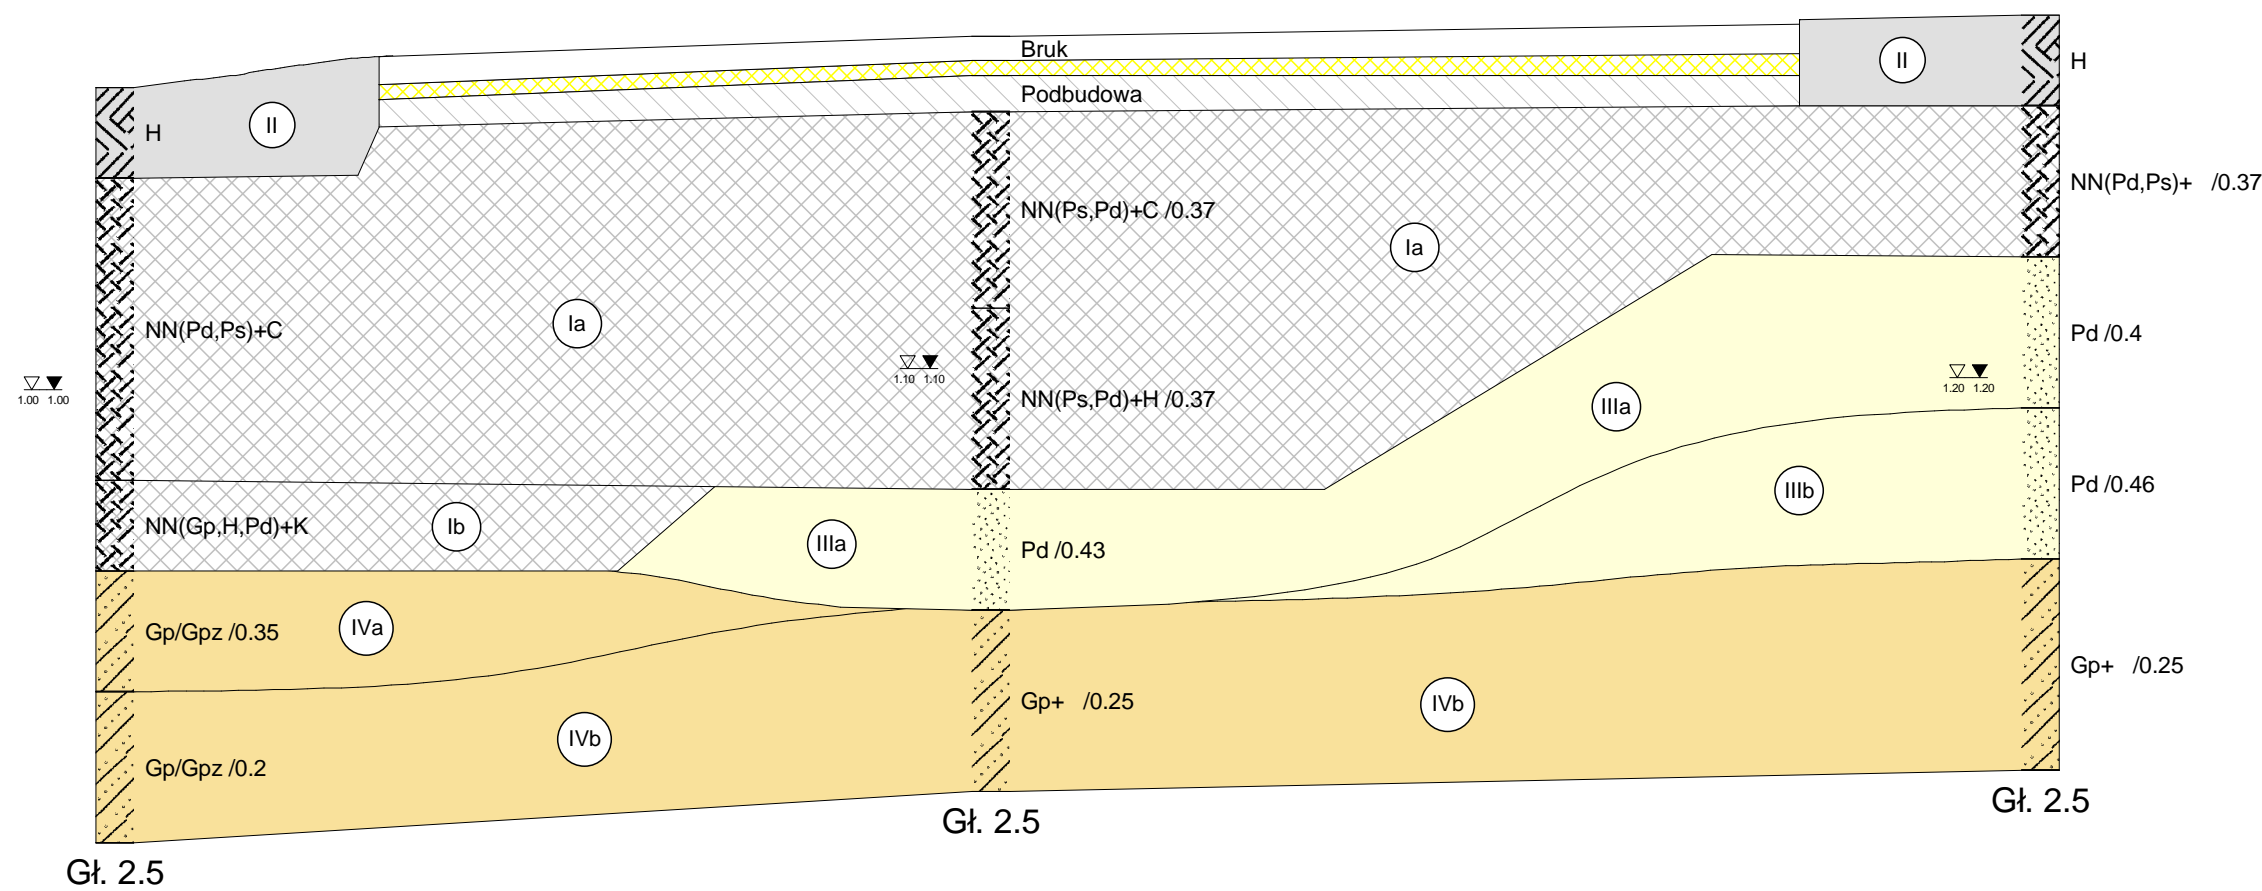 Bruk
Podbudowa
II
H
II
H
NN(Pd,Ps)+ /0.37
NN(Ps,Pd)+C /0.37
Ia
Ia
NN(Pd,Ps)+C
Pd /0.4
1.00 1.00
1.10 1.10
1.20 1.20
NN(Ps,Pd)+H /0.37
IIIa
IIIb
Pd /0.46
NN(Gp,H,Pd)+K
Ib
IIIa
Pd /0.43
Gp/Gpz /0.35
IVa
Gp+ /0.25
Gp+ /0.25
IVb
IVb
Gp/Gpz /0.2
Gł. 2.5
Gł. 2.5
Gł. 2.5